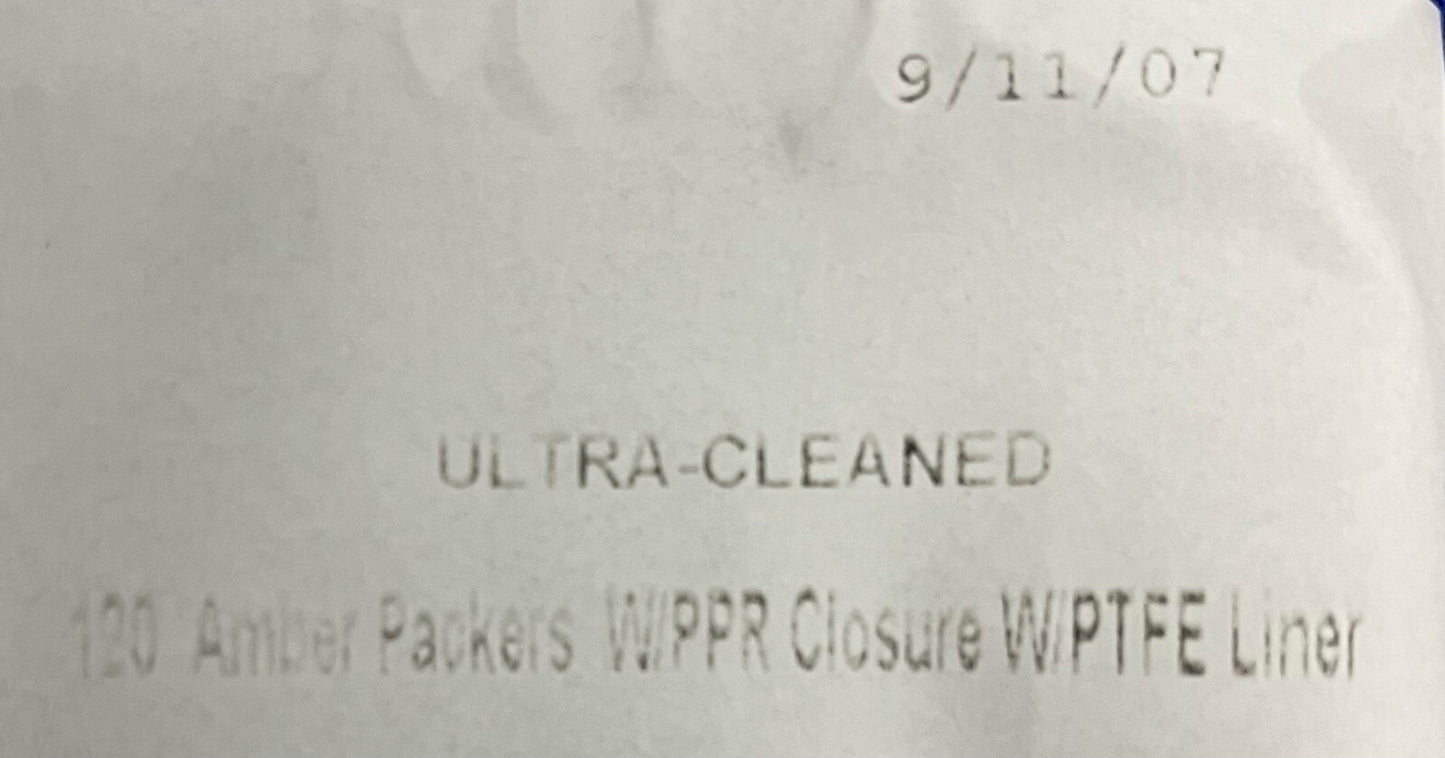 9/11/07
ULTRA-CLEANED
120 Amber Packers W/PPR Closure W/PTFE Liner